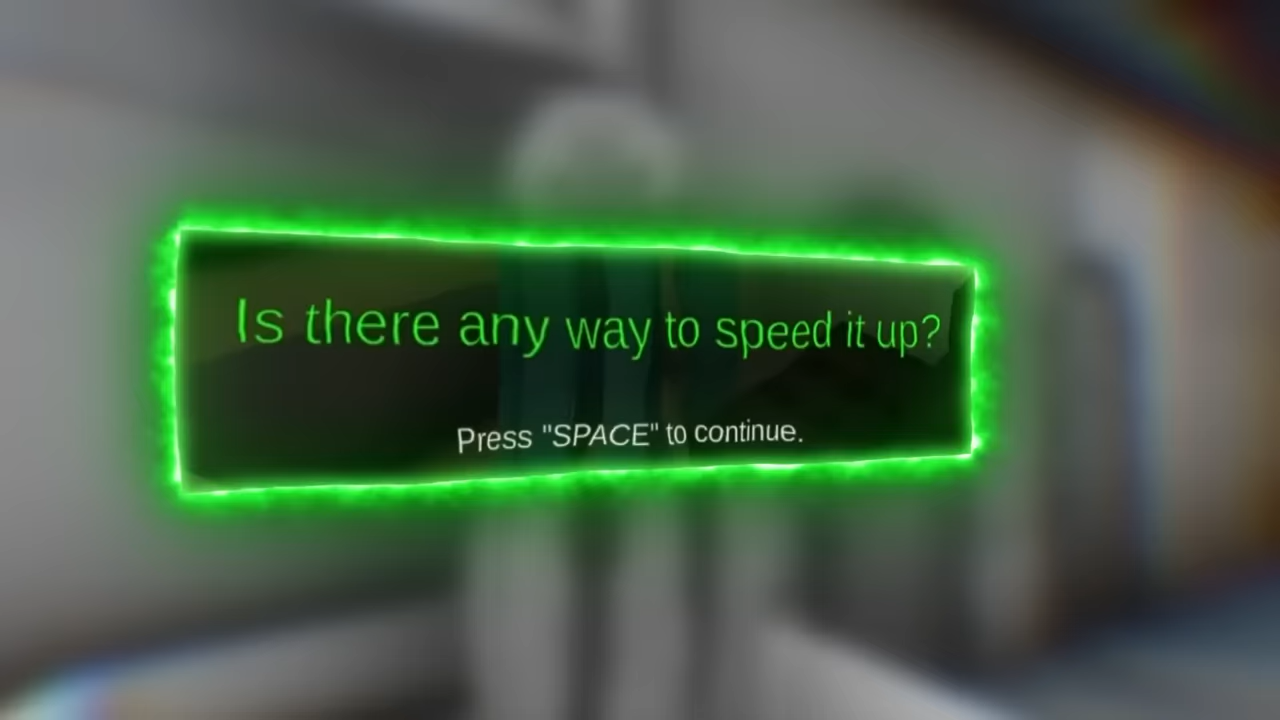 Is there any way to speed it up?
Press "SPACE" to continue.